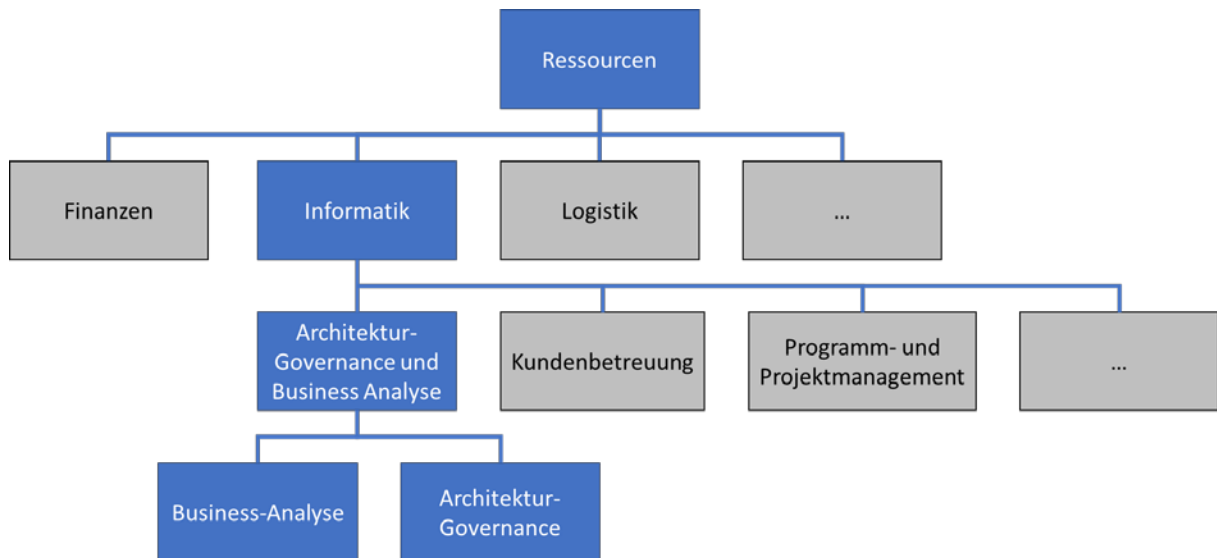 Ressourcen
Finanzen
Informatik
Logistik
...
Architektur-
Governance und
Business Analyse
Kundenbetreuung
Programm- und
Projektmanagement
...
Business-Analyse
Architektur-
Governance